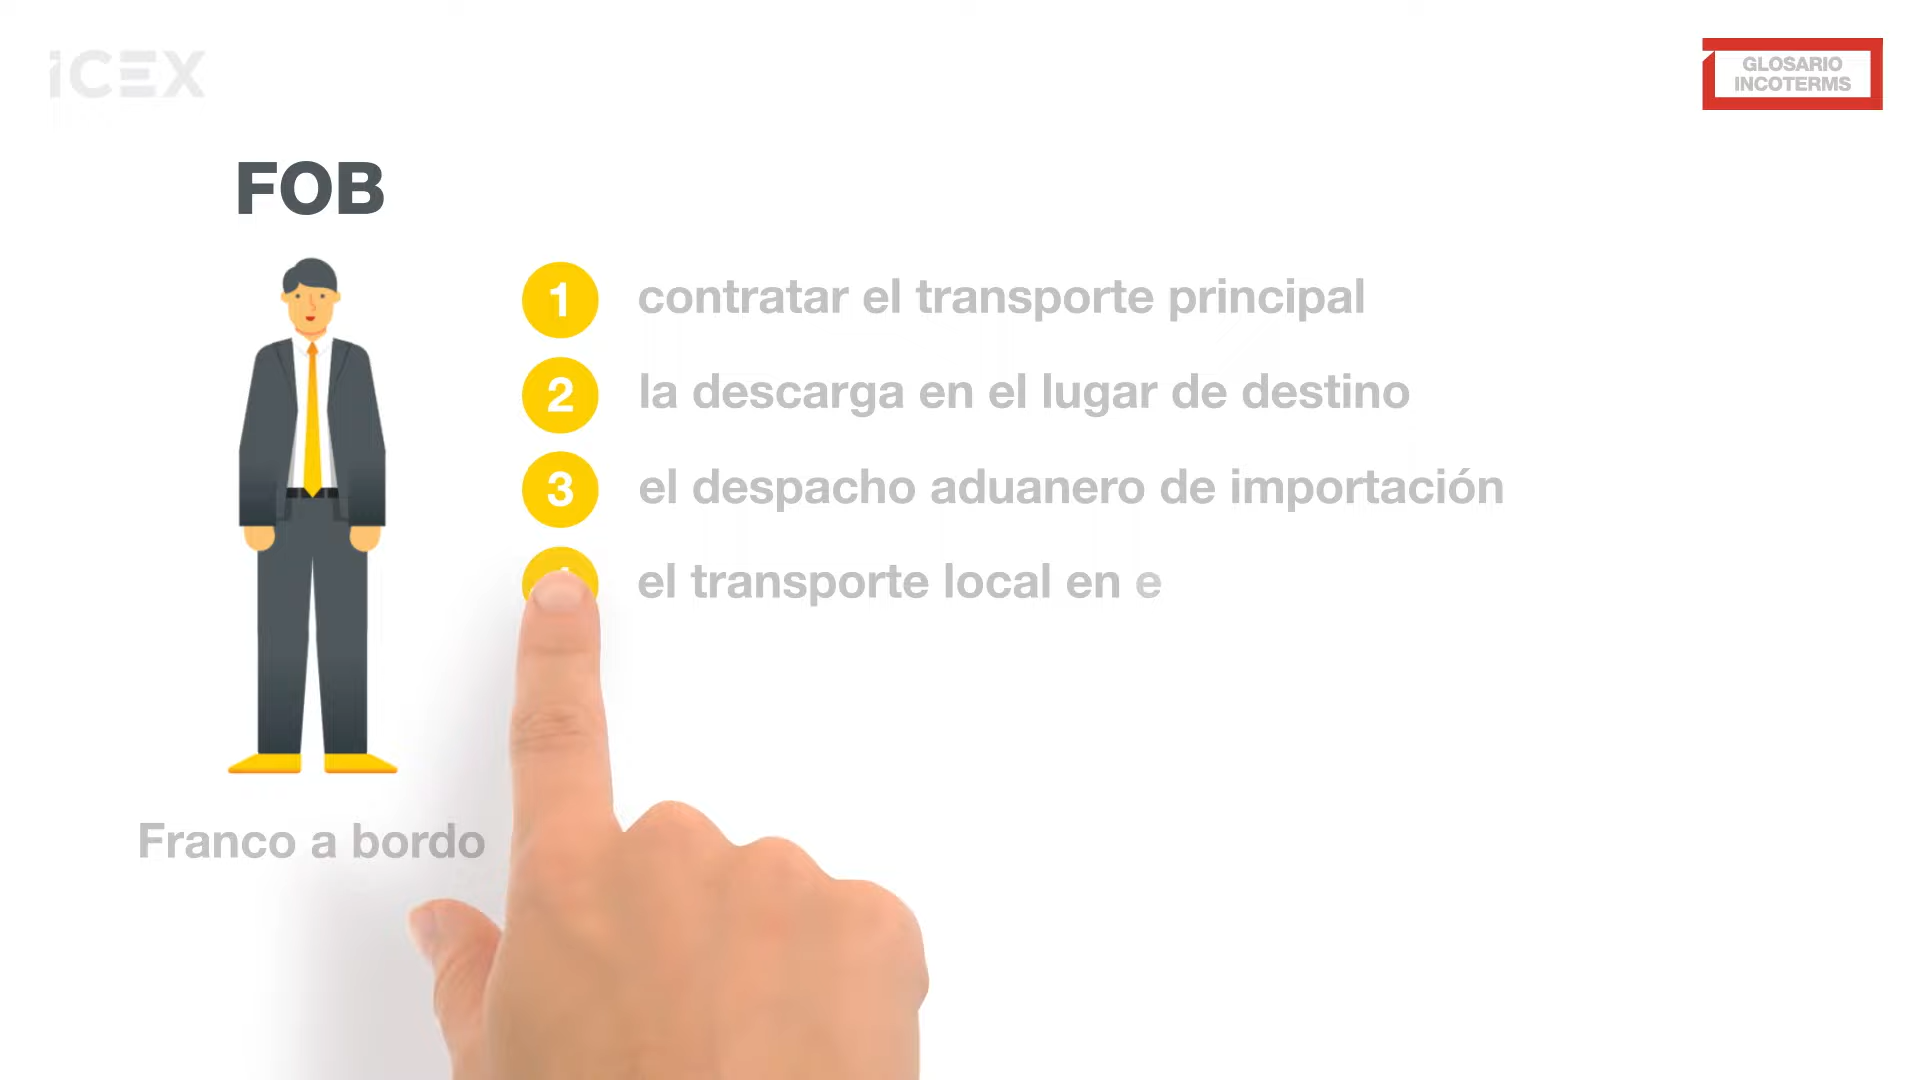 iCEX
GLOSARIO
INCOTERMS
FOB
1 contratar el transporte principal
2 la descarga en el lugar de destino
3 el despacho aduanero de importación
el transporte local en e
Franco a bordo